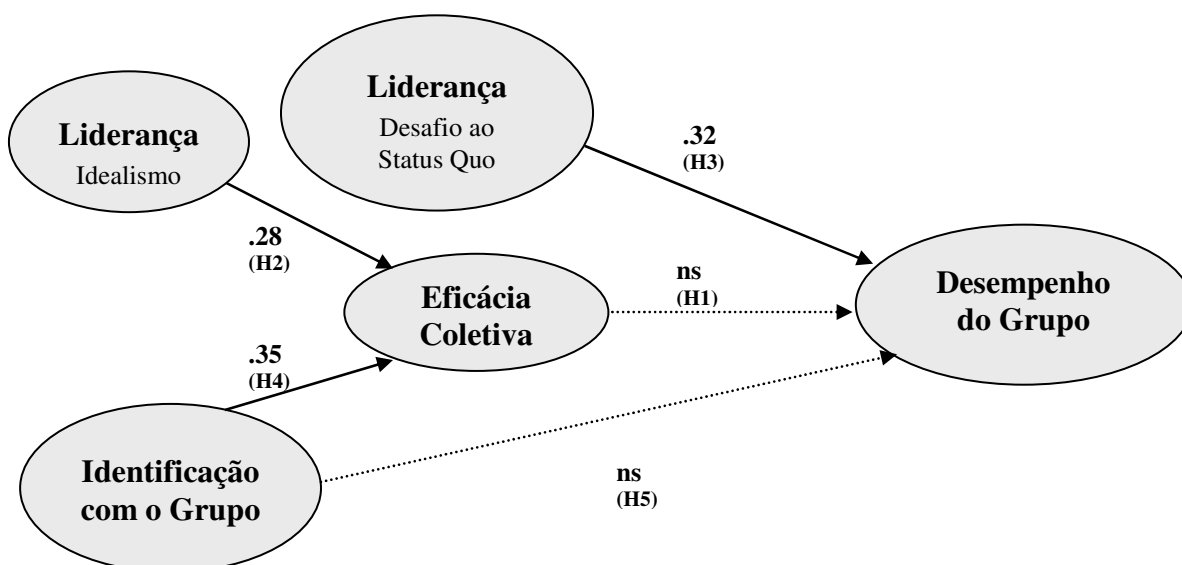 Liderança
Idealismo
Liderança
Desafio ao
Status Quo
.32
(H3)
.28
(H2)
Eficácia
Coletiva
ns
(H1)
Desempenho
do Grupo
.35
(H4)
Identificação
com o Grupo
ns
(H5)